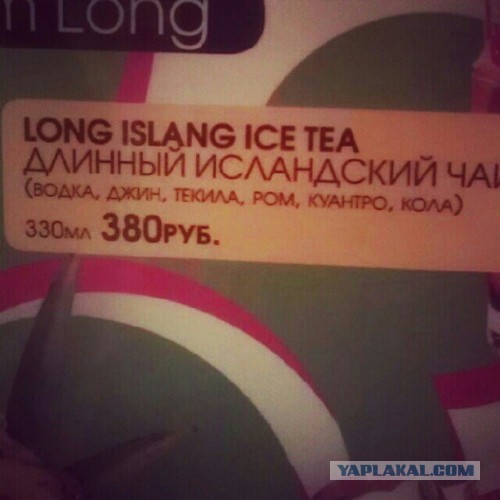 m Long
LONG ISLANG ICE TEA
ДЛИННЫЙ ИСЛАНДСКИЙ ЧАЙ
(ВОДКА, ДЖИН, ТЕКИЛА, РОМ, КУАНТРО, КОЛА)
330МЛ 380РУБ.
YAPLAKAL.COM